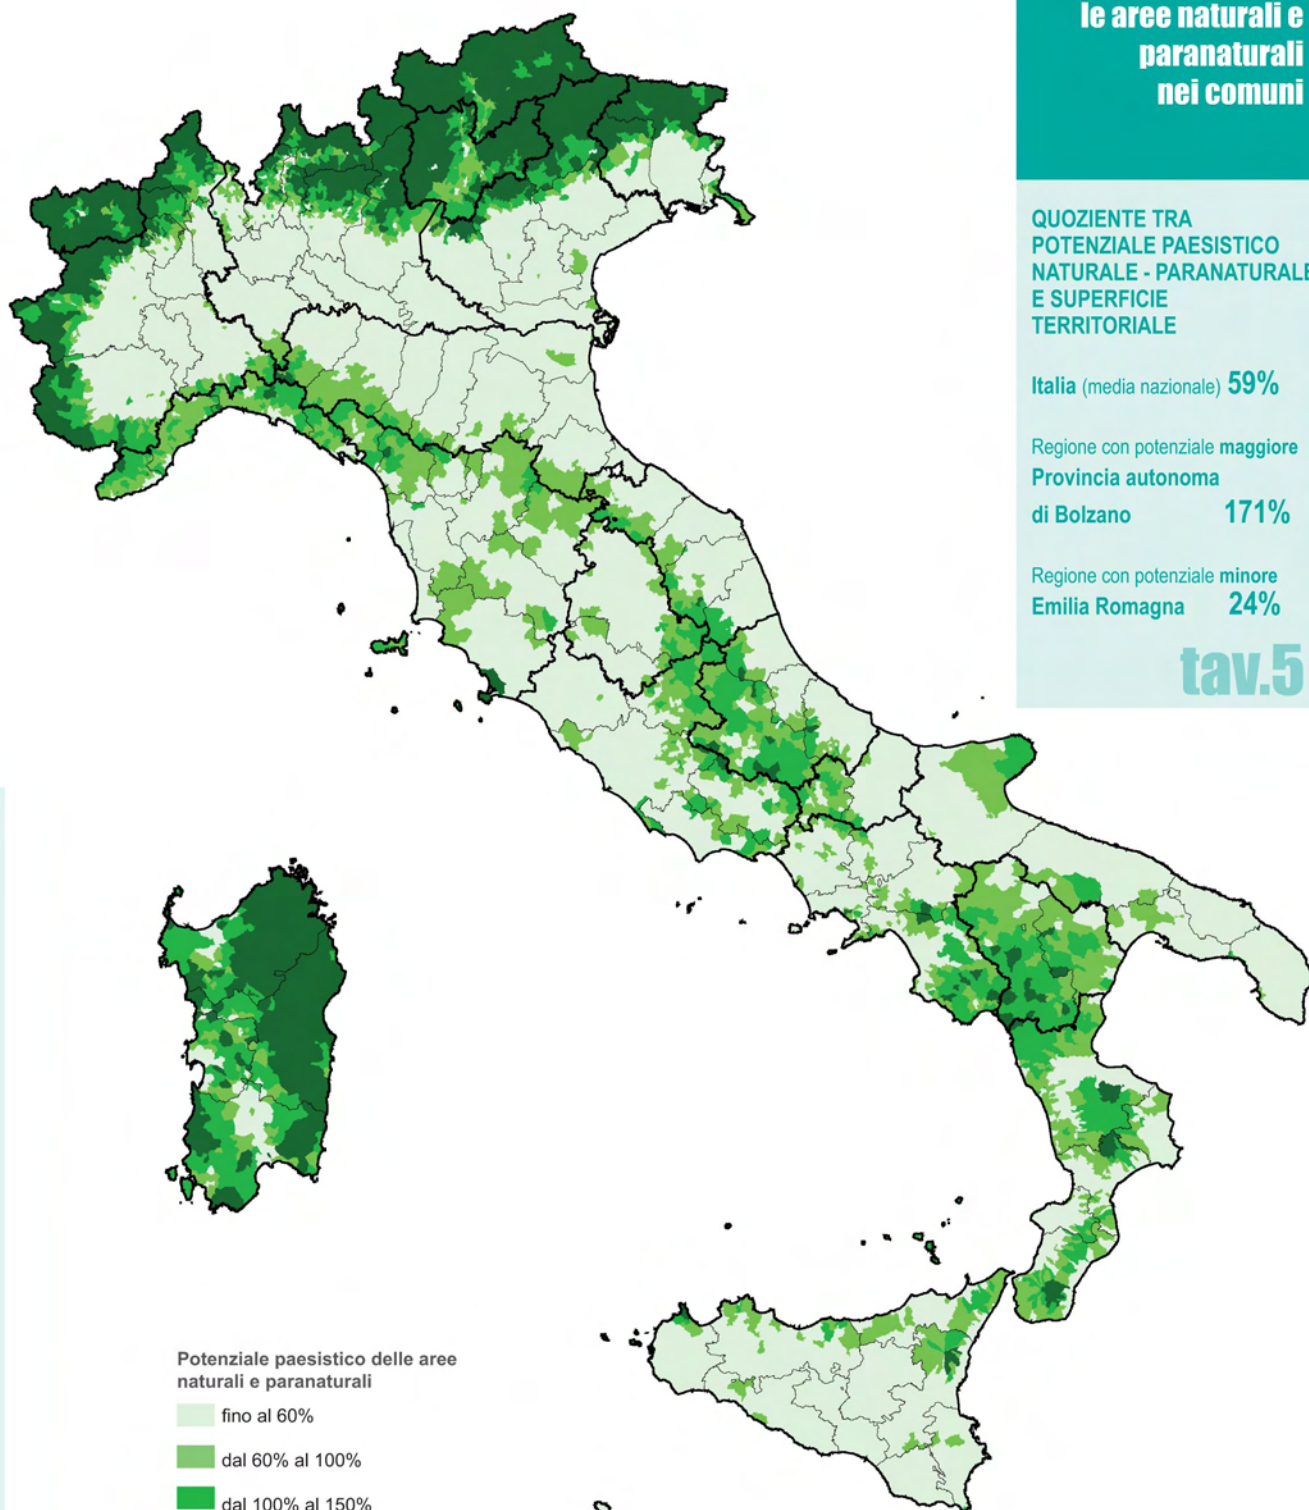 le aree naturali e
paranaturali
nei comuni
QUOZIENTE TRA
POTENZIALE PAESISTICO
NATURALE - PARANATURALE
E SUPERFICIE
TERRITORIALE
Italia (media nazionale) 59%
Regione con potenziale maggiore
Provincia autonoma
di Bolzano 171%
Regione con potenziale minore
Emilia Romagna 24%
tav.5
Potenziale paesistico delle aree
naturali e paranaturali
fino al 60%
dal 60% al 100%
dal 100% al 150%